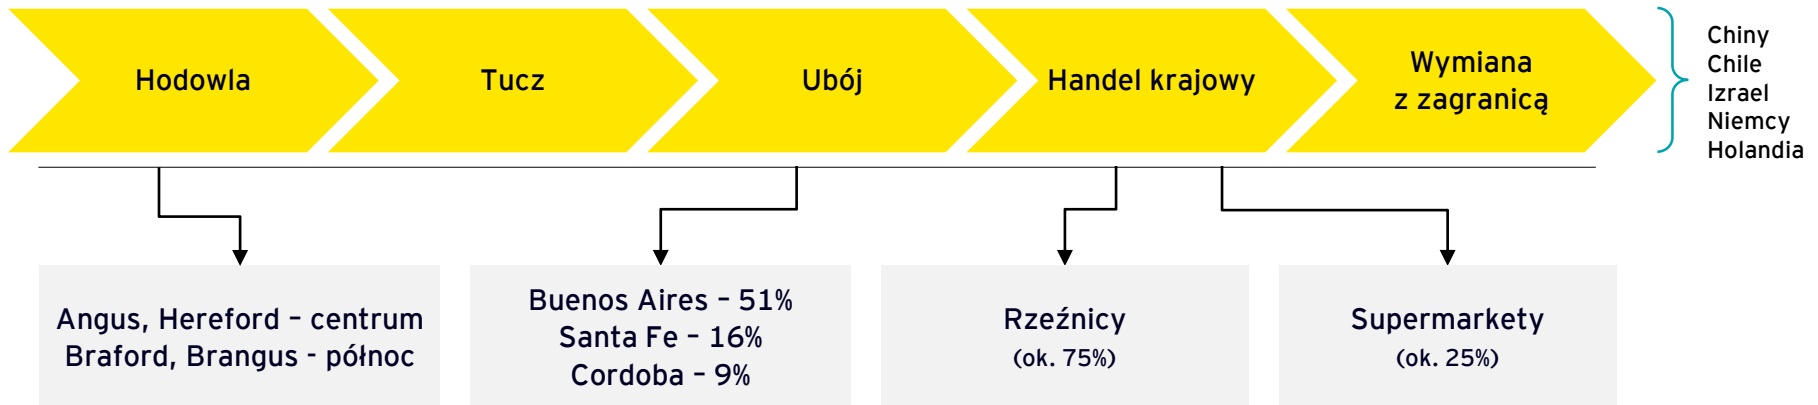 Hodowla
Tucz
Ubój
Handel krajowy
Wymiana
z zagranicą
Chiny
Chile
Izrael
Niemcy
Holandia
Angus, Hereford – centrum
Braford, Brangus - północ
Buenos Aires – 51%
Santa Fe – 16%
Cordoba – 9%
Rzeźnicy
(ok. 75%)
Supermarkety
(ok. 25%)